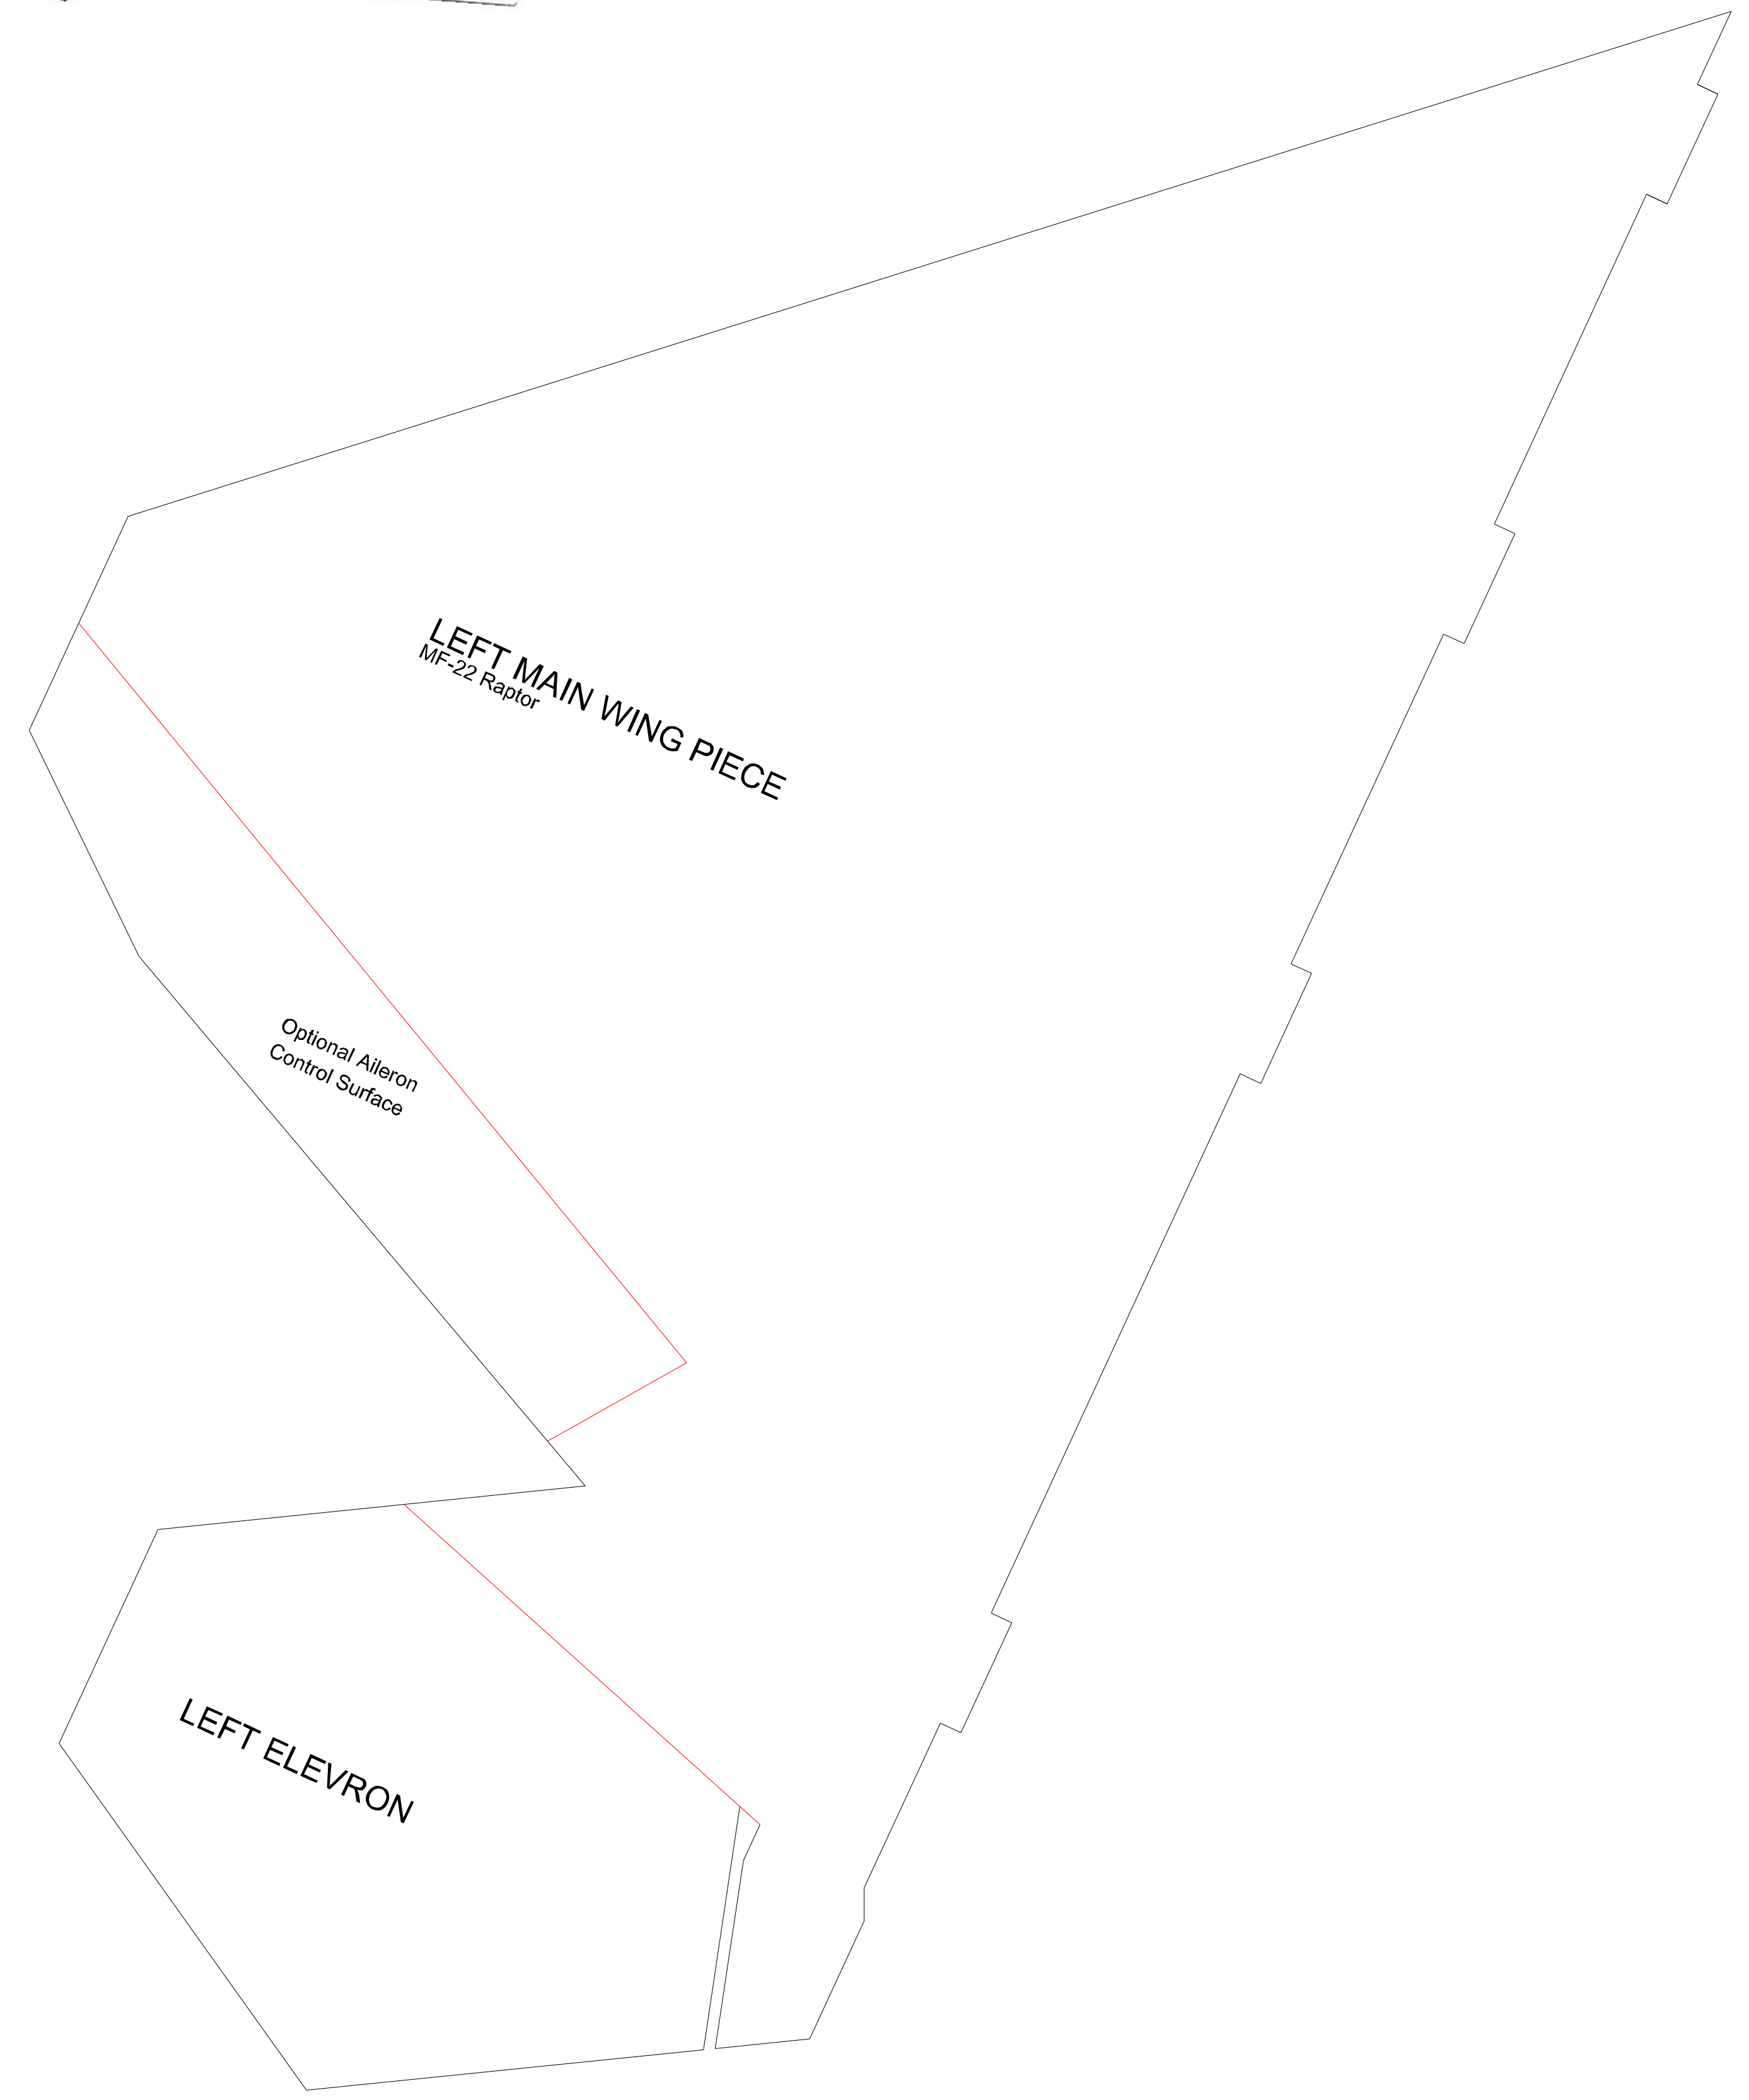 LEFT MAIN WING PIECE
MF-22 Raptor
Optional Aileron
Control Surface
LEFT ELEVRON